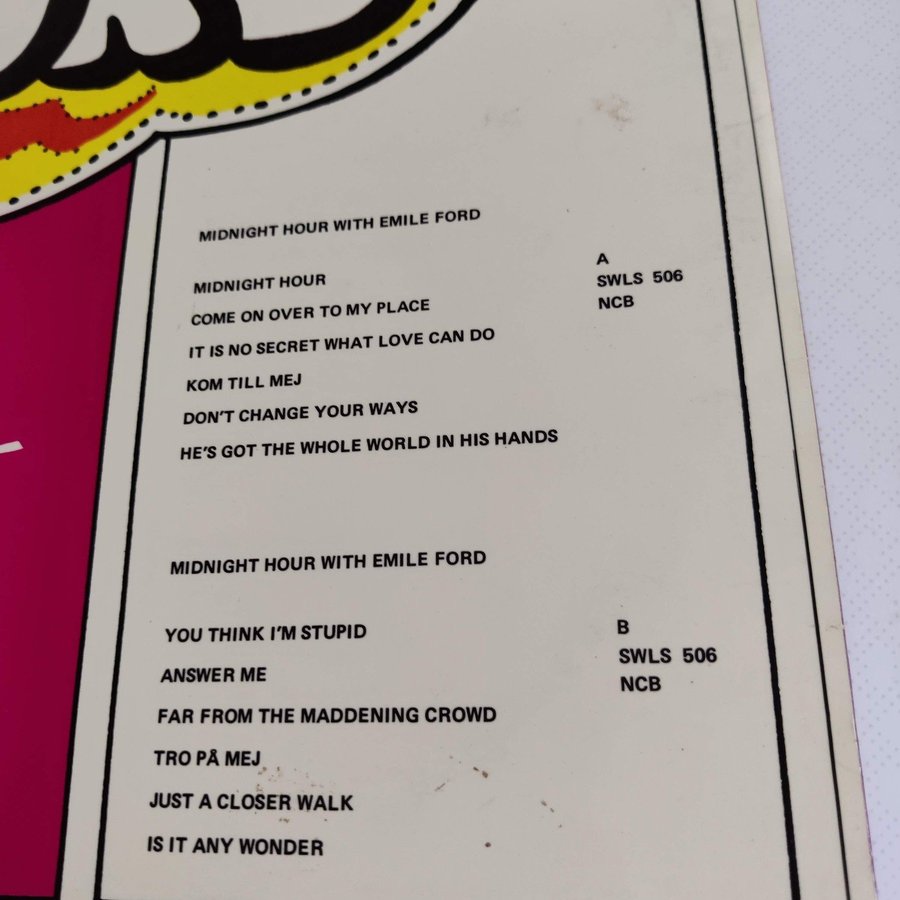 MIDNIGHT HOUR WITH EMILE FORD
A
SWLS 506
NCB
MIDNIGHT HOUR
COME ON OVER TO MY PLACE
IT IS NO SECRET WHAT LOVE CAN DO
KOM TILL MEJ
DON'T CHANGE YOUR WAYS
HE'S GOT THE WHOLE WORLD IN HIS HANDS
MIDNIGHT HOUR WITH EMILE FORD
B
SWLS 506
NCB
YOU THINK I'M STUPID
ANSWER ME
FAR FROM THE MADDENING CROWD
TRO PÅ MEJ
JUST A CLOSER WALK
IS IT ANY WONDER